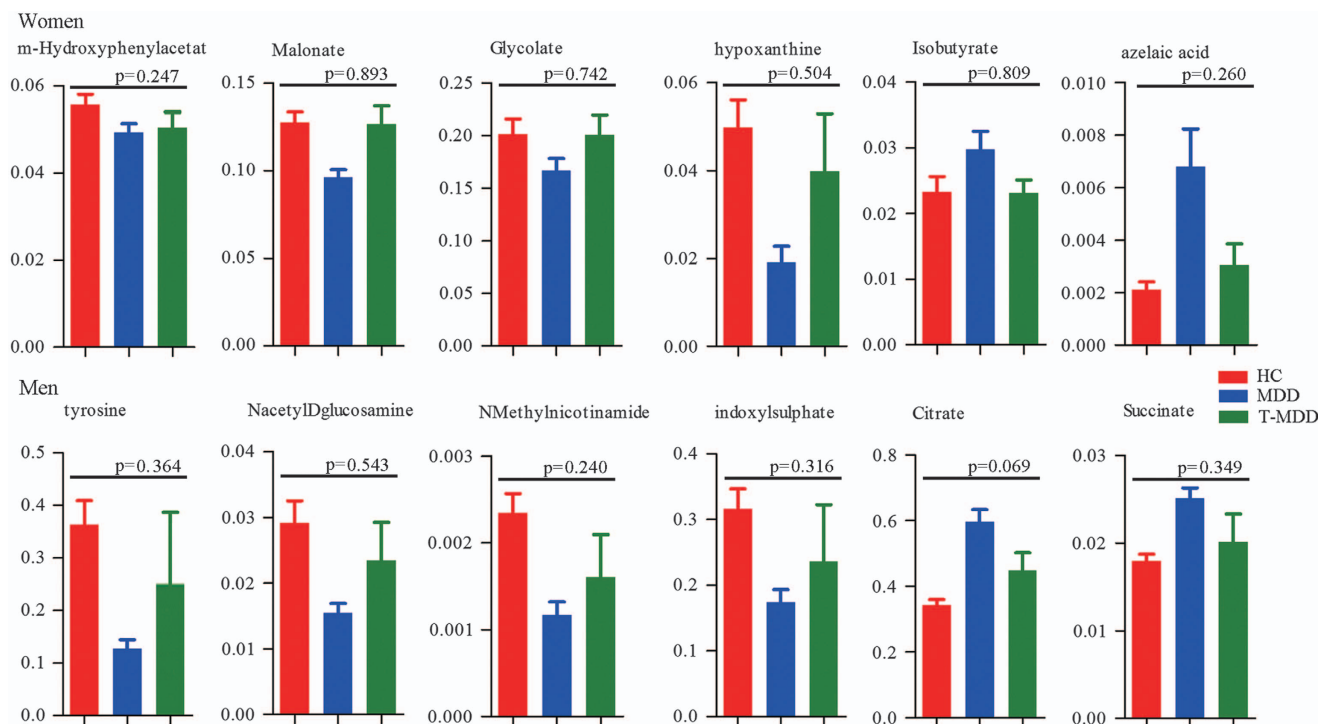 Women
m-Hydroxyphenylacetat
Malonate
Glycolate
hypoxanthine
Isobutyrate
azelaic acid
p=0.247
p=0.893
p=0.742
p=0.504
p=0.809
p=0.260
0.06
0.04
0.02
0.00
0.15
0.10
0.05
0.00
0.25
0.20
0.15
0.10
0.05
0.00
0.06
0.04
0.02
0.00
0.04
0.03
0.02
0.01
0.00
0.010
0.008
0.006
0.004
0.002
0.000
HC
MDD
T-MDD
Men
tyrosine
NacetylDglucosamine
NMethylnicotinamide
indoxylsulphate
Citrate
Succinate
p=0.364
p=0.543
p=0.240
p=0.316
p=0.069
p=0.349
0.5
0.4
0.3
0.2
0.1
0.0
0.04
0.03
0.02
0.01
0.00
0.003
0.002
0.001
0.000
0.4
0.3
0.2
0.1
0.0
0.8
0.6
0.4
0.2
0.0
0.03
0.02
0.01
0.00